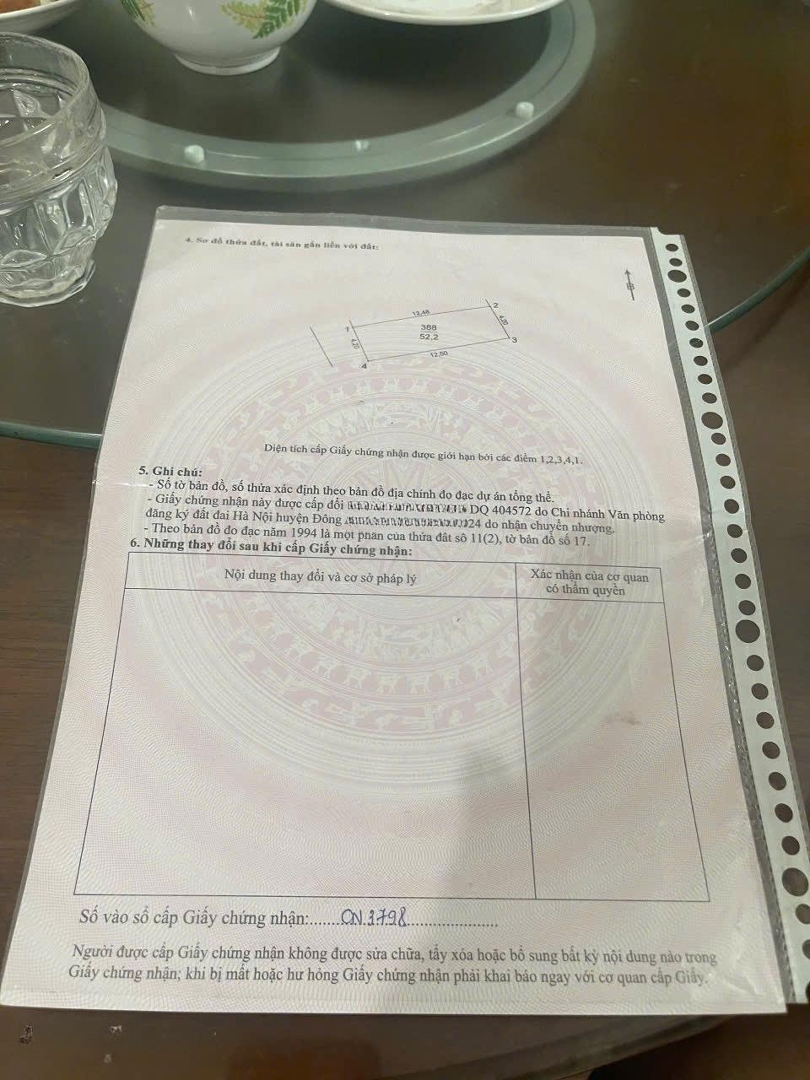 4. Sơ đồ thửa đất, tài sản gắn liền với đất:
B
12,48
2
1
4,20
388
52,2
4,20
3
12,50
4
Diện tích cấp Giấy chứng nhận được giới hạn bởi các điểm 1,2,3,4,1.
5. Ghi chú:
- Số tờ bản đồ, số thửa xác định theo bản đồ địa chính đo đạc dự án tổng thể.
- Giấy chứng nhận này được cấp đổi DQ 404572 do Chi nhánh Văn phòng
đăng ký đất đai Hà Nội huyện Đông 24 do nhận chuyển nhượng.
- Theo bản đồ đo đạc năm 1994 là một phần của thửa đất số 11(2), tờ bản đồ số 17.
6. Những thay đổi sau khi cấp Giấy chứng nhận:
Nội dung thay đổi và cơ sở pháp lý
Xác nhận của cơ quan
có thẩm quyền
Số vào sổ cấp Giấy chứng nhận:......CN.3798......................
Người được cấp Giấy chứng nhận không được sửa chữa, tẩy xóa hoặc bổ sung bất kỳ nội dung nào trong
Giấy chứng nhận; khi bị mất hoặc hư hỏng Giấy chứng nhận phải khai báo ngay với cơ quan cấp Giấy.